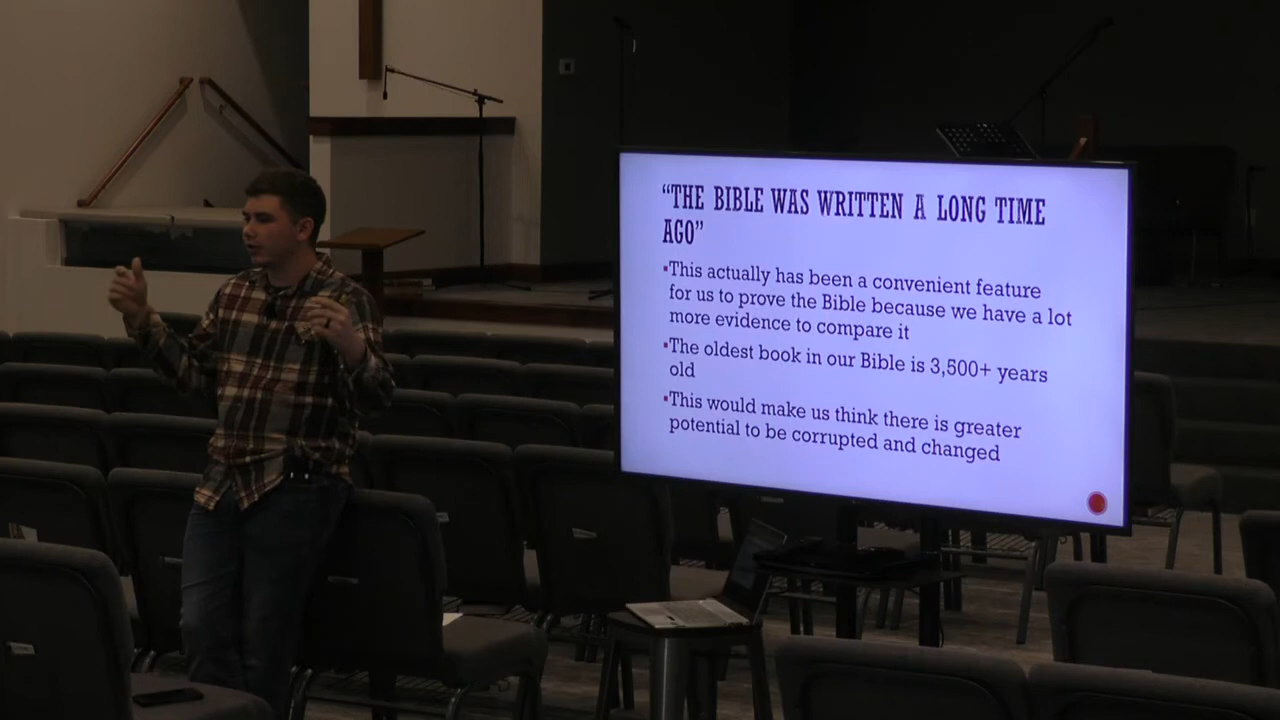 “THE BIBLE WAS WRITTEN A LONG TIME
AGO”
▪This actually has been a convenient feature
for us to prove the Bible because we have a lot
more evidence to compare it
▪The oldest book in our Bible is 3,500+ years
old
▪This would make us think there is greater
potential to be corrupted and changed